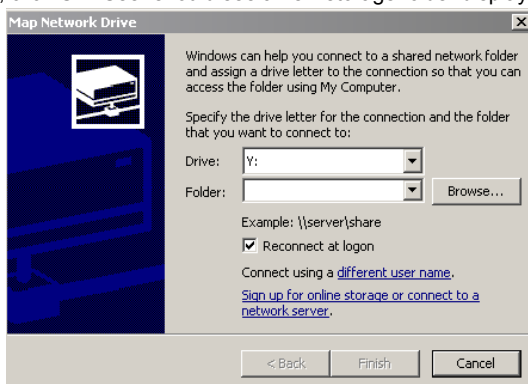 Map Network Drive
Windows can help you connect to a shared network folder
and assign a drive letter to the connection so that you can
access the folder using My Computer.
Specify the drive letter for the connection and the folder
that you want to connect to:
Drive: Y:
Folder: Browse...
Example: \\server\share
Reconnect at logon
Connect using a different user name.
Sign up for online storage or connect to a
network server.
< Back Finish Cancel